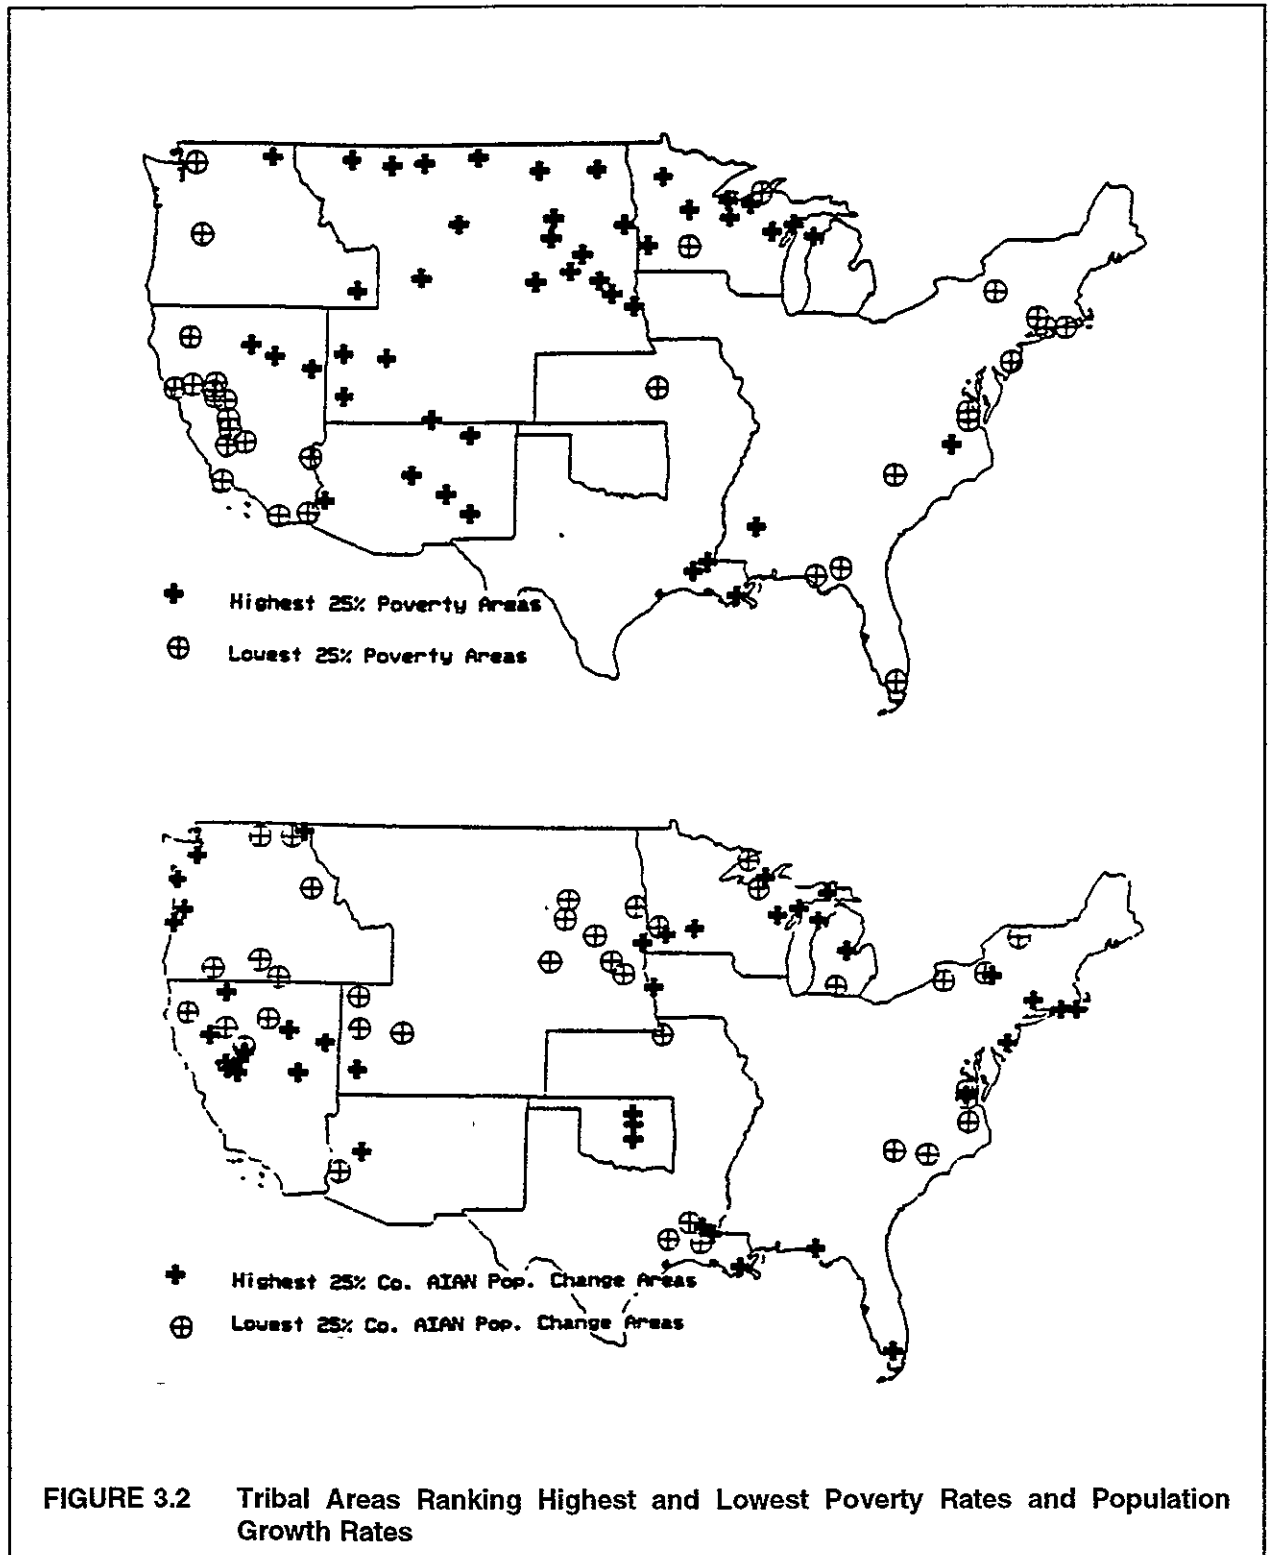 Highest 25% Poverty Areas
Lowest 25% Poverty Areas
Highest 25% Co. AIAN Pop. Change Areas
Lowest 25% Co. AIAN Pop. Change Areas
FIGURE 3.2 Tribal Areas Ranking Highest and Lowest Poverty Rates and Population
Growth Rates